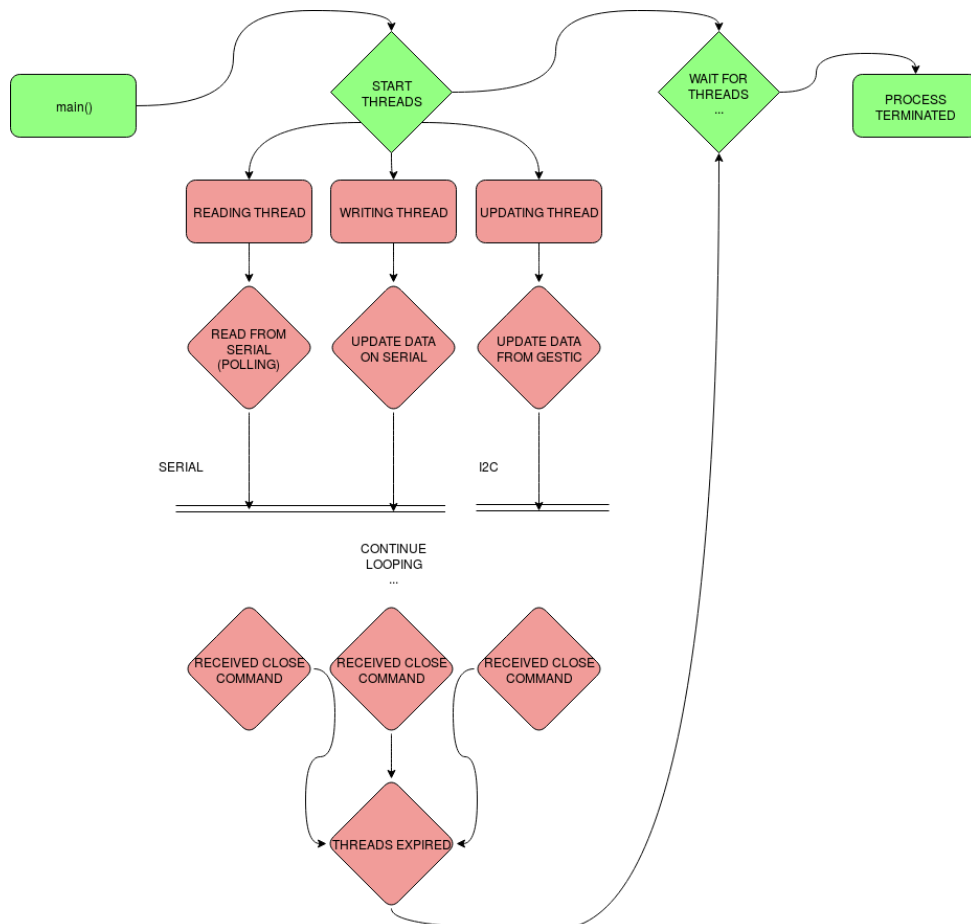 main()
START
THREADS
WAIT FOR
THREADS
...
PROCESS
TERMINATED
READING THREAD
WRITING THREAD
UPDATING THREAD
READ FROM
SERIAL
(POLLING)
UPDATE DATA
ON SERIAL
UPDATE DATA
FROM GESTIC
SERIAL
I2C
CONTINUE
LOOPING
...
RECEIVED CLOSE
COMMAND
RECEIVED CLOSE
COMMAND
RECEIVED CLOSE
COMMAND
THREADS EXPIRED